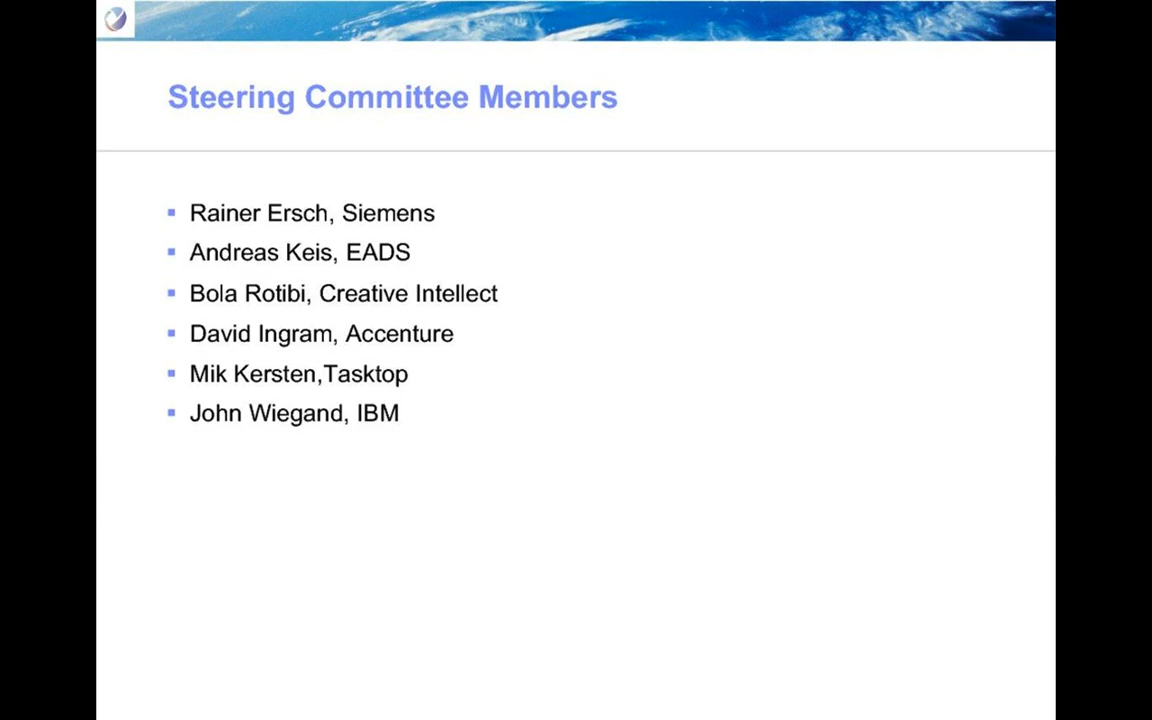 Steering Committee Members
Rainer Ersch, Siemens
Andreas Keis, EADS
Bola Rotibi, Creative Intellect
David Ingram, Accenture
Mik Kersten,Tasktop
John Wiegand, IBM